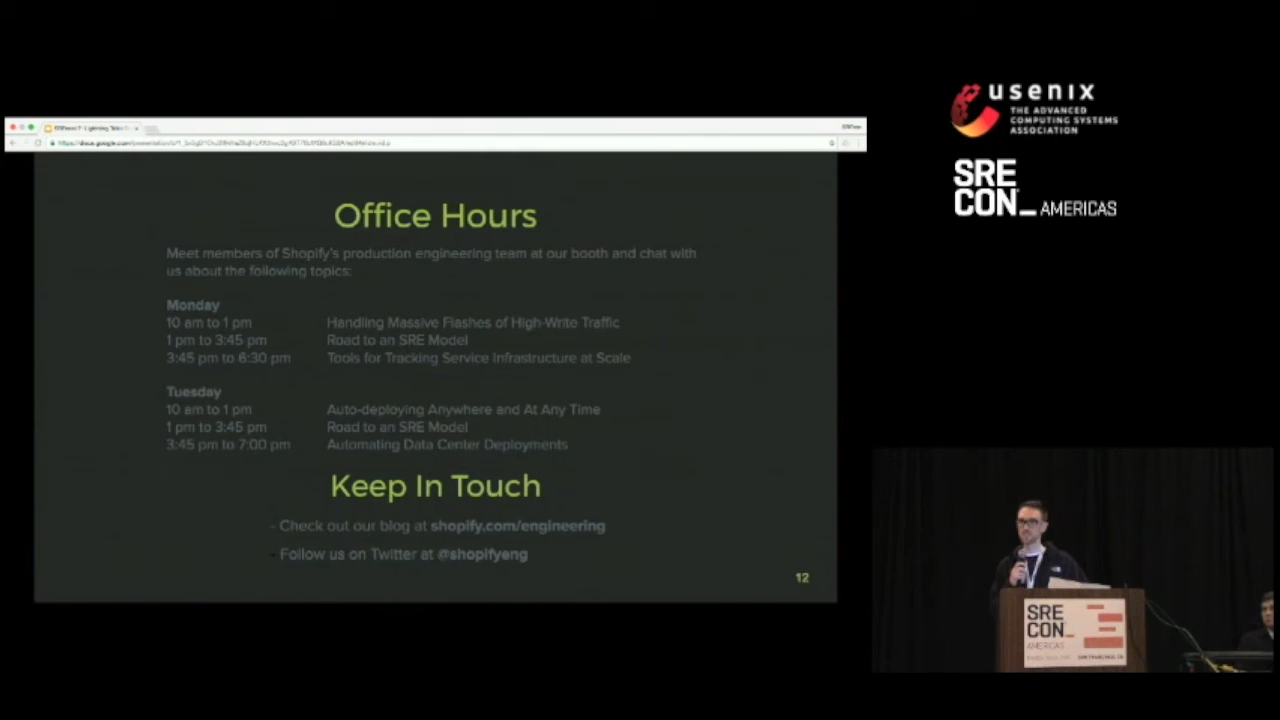 usenix
THE ADVANCED
COMPUTING SYSTEMS
ASSOCIATION
SRE
CON_ AMERICAS
Office Hours
Meet members of Shopify's production engineering team at our booth and chat with
us about the following topics:
Monday
10 am to 1 pm Handling Massive Flashes of High-Write Traffic
1 pm to 3:45 pm Road to an SRE Model
3:45 pm to 6:30 pm Tools for Tracking Service Infrastructure at Scale
Tuesday
10 am to 1 pm Auto-deploying Anywhere and At Any Time
1 pm to 3:45 pm Road to an SRE Model
3:45 pm to 7:00 pm Automating Data Center Deployments
Keep In Touch
- Check out our blog at shopify.com/engineering
- Follow us on Twitter at @shopifyeng
12
SRE
CON_
AMERICAS
SAN FRANCISCO, CA